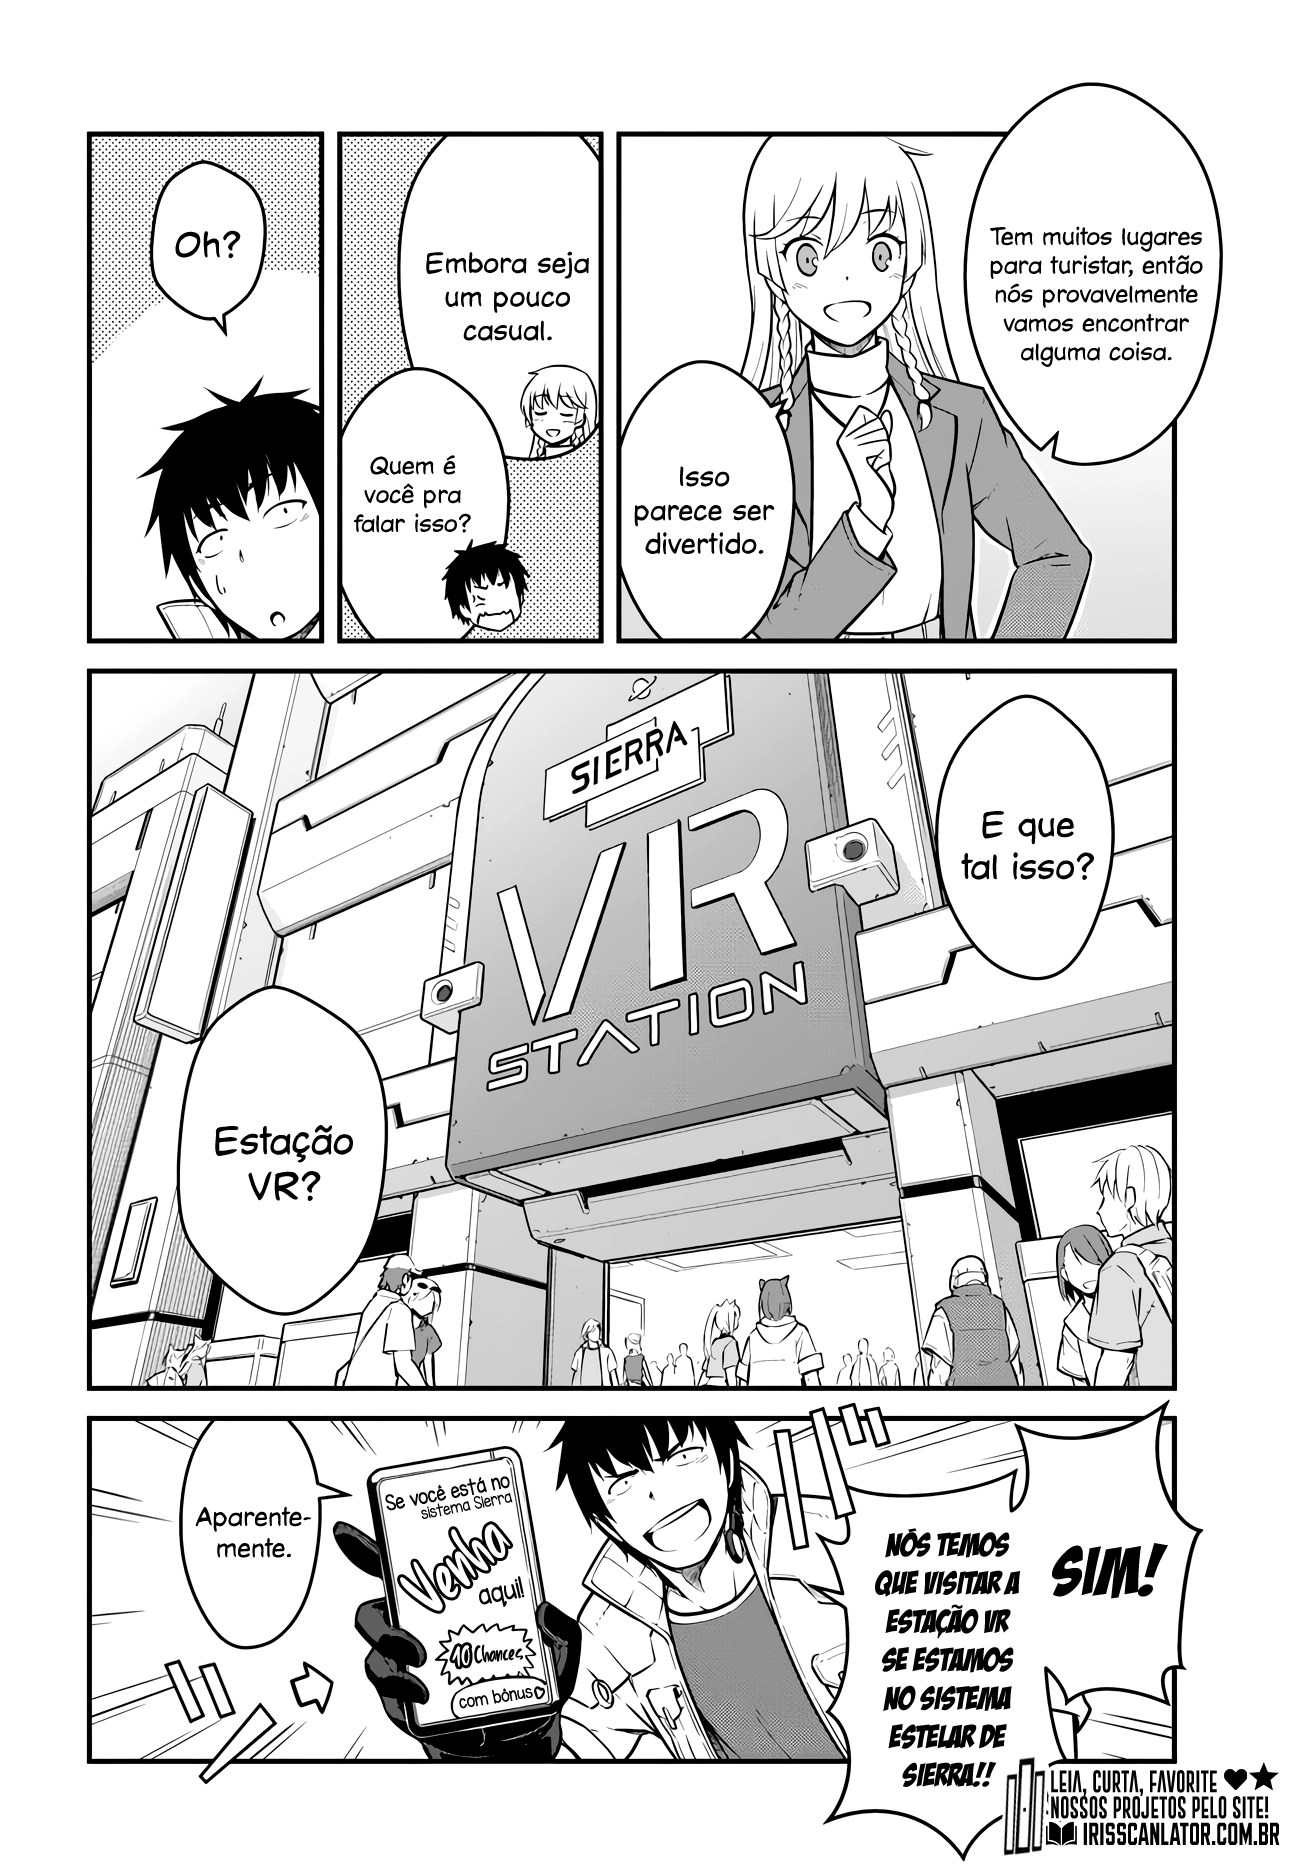 Tem muitos lugares
para turistar, então
nós provavelmente
vamos encontrar
alguma coisa.
Isso
parece ser
divertido.
Embora seja
um pouco
casual.
Quem é
você pra
falar isso?
Oh?
E que
tal isso?
SIERRA
VR
STATION
Estação
VR?
SIM!
NÓS TEMOS
QUE VISITAR A
ESTAÇÃO VR
SE ESTAMOS
NO SISTEMA
ESTELAR DE
SIERRA!!
Se você está no
sistema Sierra
Venha
aqui!
10 Chances
com bônus
Aparente-
mente.
LEIA, CURTA, FAVORITE
NOSSOS PROJETOS PELO SITE!
IRISSCANLATOR.COM.BR